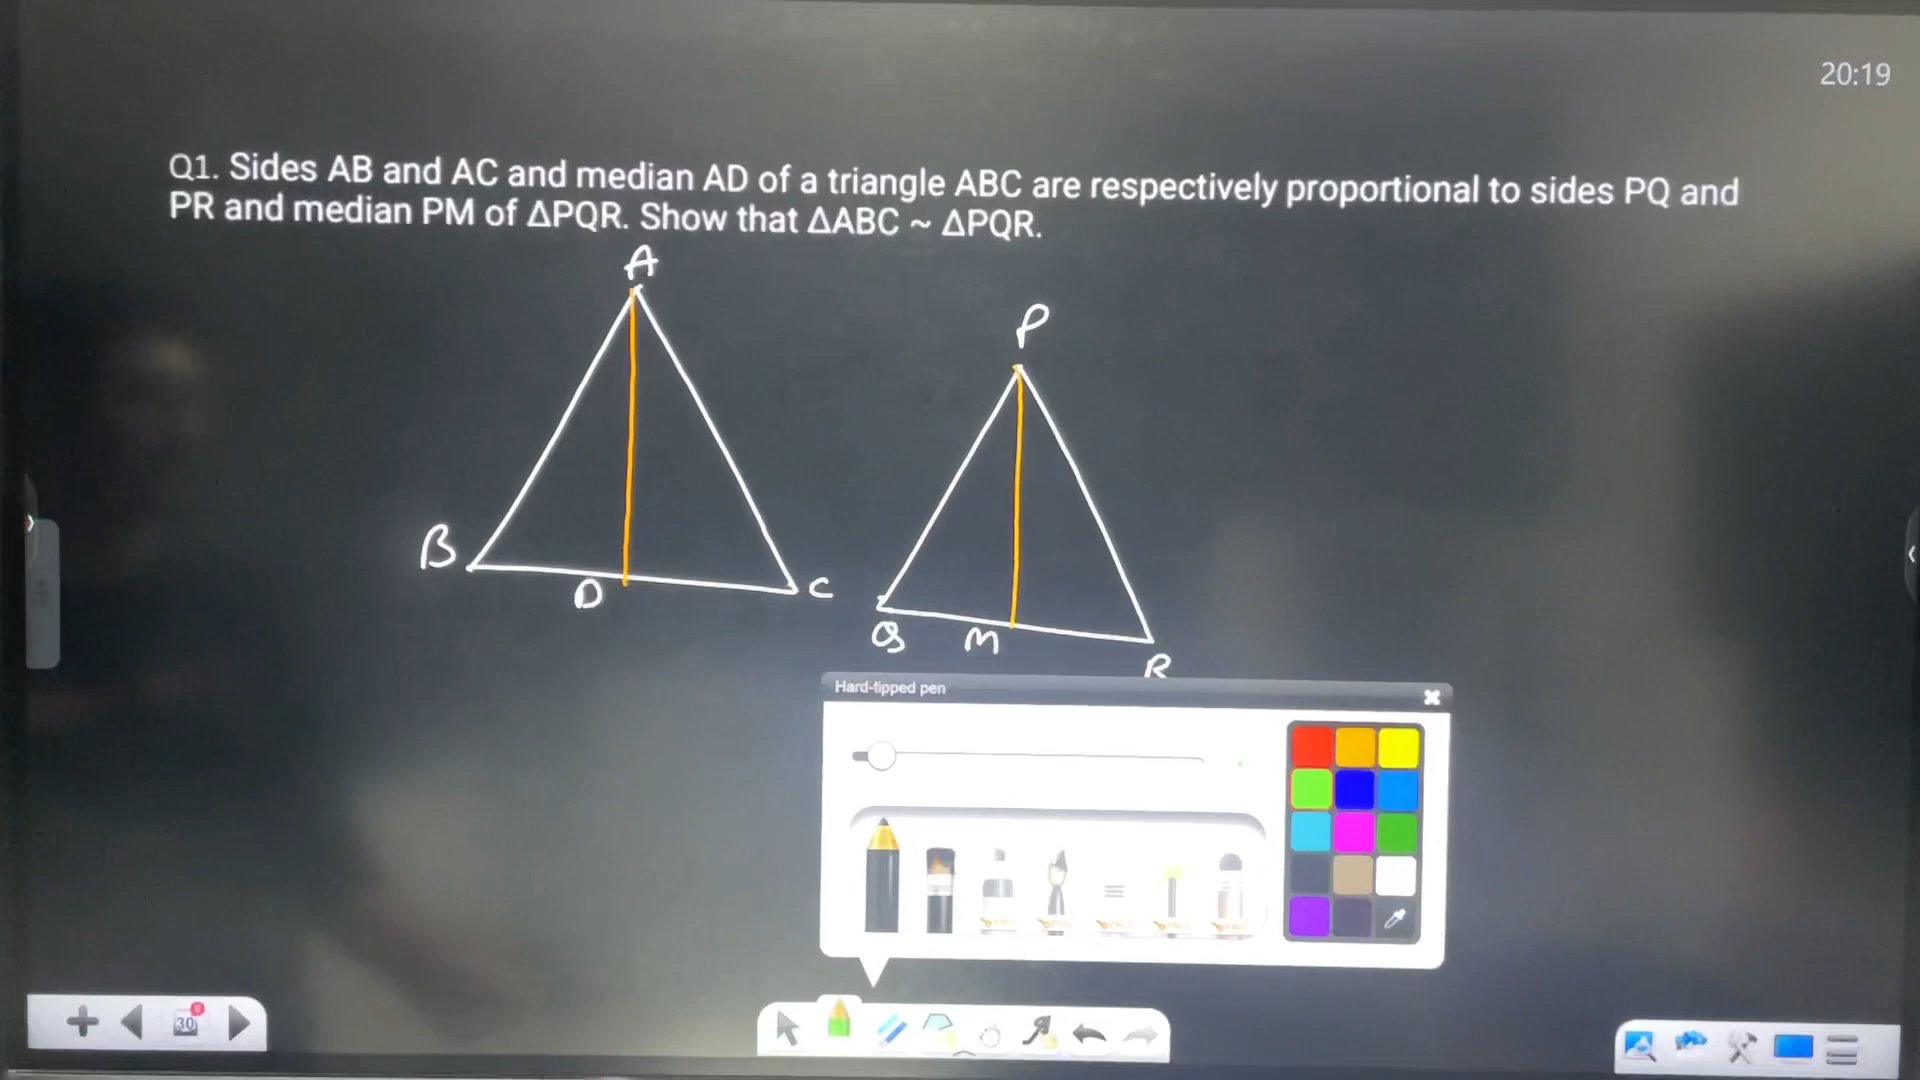 20:19
Q1. Sides AB and AC and median AD of a triangle ABC are respectively proportional to sides PQ and
PR and median PM of ΔPQR. Show that ΔABC ~ ΔPQR.
A
P
B
D
C
Q
M
R
Hard-tipped pen
30